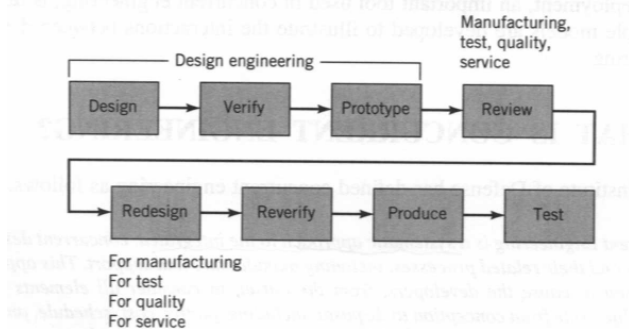 Manufacturing,
test, quality,
service
Design engineering
Design
Verify
Prototype
Review
Redesign
Reverify
Produce
Test
For manufacturing
For test
For quality
For service